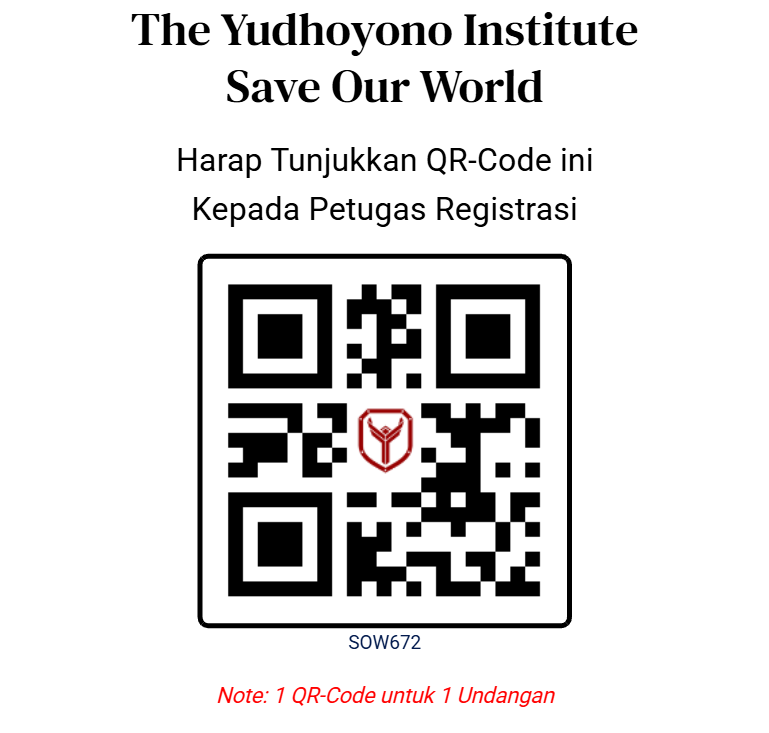 The Yudhoyono Institute
Save Our World
Harap Tunjukkan QR-Code ini
Kepada Petugas Registrasi
SOW672
Note: 1 QR-Code untuk 1 Undangan